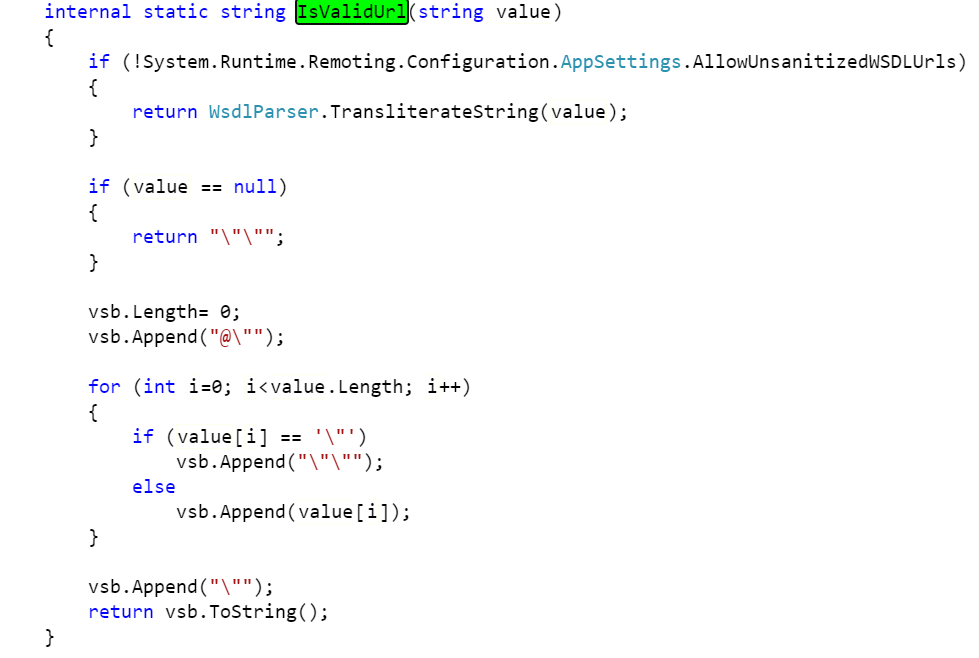 internal static string IsValidUrl(string value)
{
    if (!System.Runtime.Remoting.Configuration.AppSettings.AllowUnsanitizedWSDLUrls)
    {
        return WsdlParser.TransliterateString(value);
    }

    if (value == null)
    {
        return "\"\"";
    }

    vsb.Length= 0;
    vsb.Append("@\"");

    for (int i=0; i<value.Length; i++)
    {
        if (value[i] == '\"')
            vsb.Append("\"\"");
        else
            vsb.Append(value[i]);
    }

    vsb.Append("\"");
    return vsb.ToString();
}